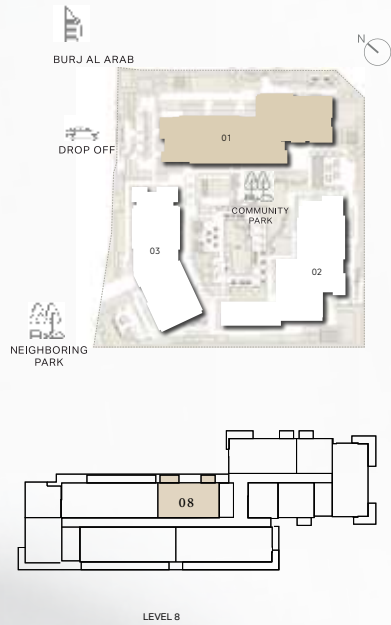 N
BURJ AL ARAB
DROP OFF
01
COMMUNITY
PARK
03
02
NEIGHBORING
PARK
08
LEVEL 8